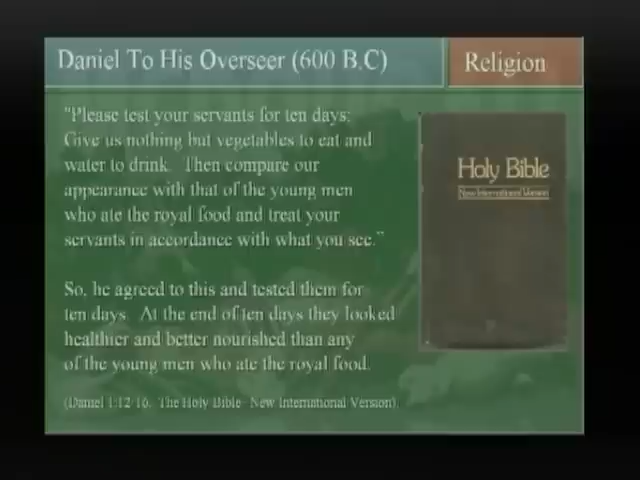 Daniel To His Overseer (600 B.C)
Religion
"Please test your servants for ten days:
Give us nothing but vegetables to eat and
water to drink. Then compare our
appearance with that of the young men
who ate the royal food and treat your
servants in accordance with what you see."
So, he agreed to this and tested them for
ten days. At the end of ten days they looked
healthier and better nourished than any
of the young men who ate the royal food.
(Daniel 1:12-16. The Holy Bible- New International Version).
Holy Bible
New International Version